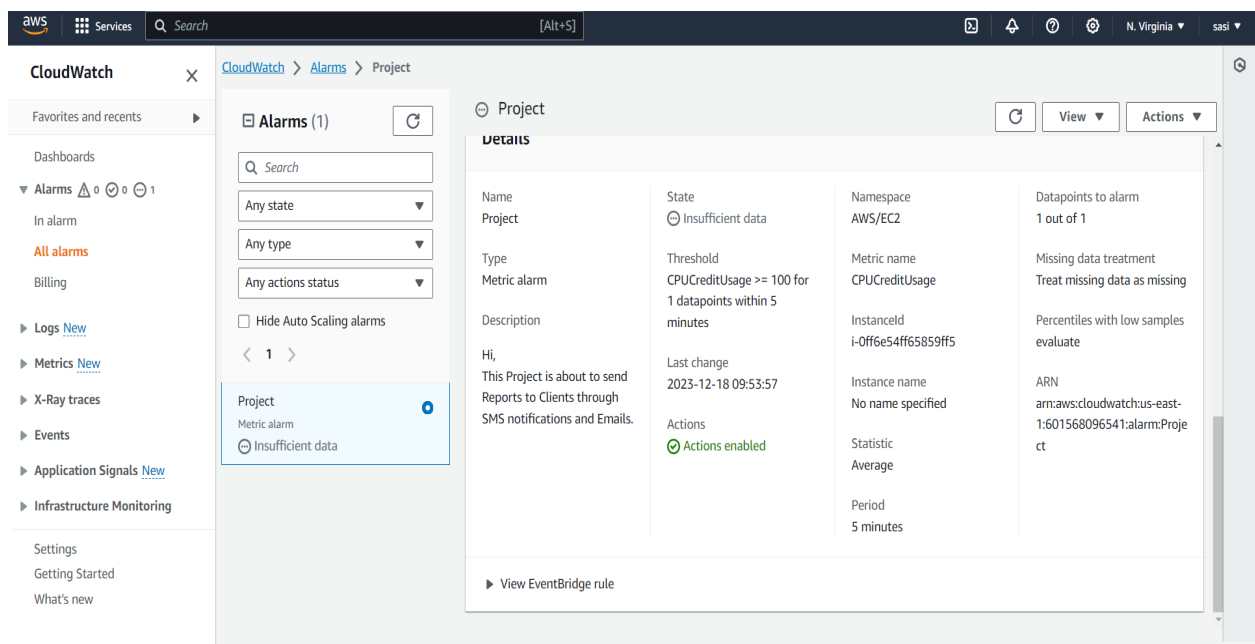 aws
Services
Search
[Alt+S]
N. Virginia
sasi
CloudWatch
Favorites and recents
Dashboards
Alarms 0 0 1
In alarm
All alarms
Billing
Logs New
Metrics New
X-Ray traces
Events
Application Signals New
Infrastructure Monitoring
Settings
Getting Started
What's new
CloudWatch > Alarms > Project
Alarms (1)
Search
Any state
Any type
Any actions status
Hide Auto Scaling alarms
1
Project
Metric alarm
Insufficient data
Project
View
Actions
Details
Name
Project
Type
Metric alarm
Description
Hi,
This Project is about to send
Reports to Clients through
SMS notifications and Emails.
State
Insufficient data
Threshold
CPUCreditUsage >= 100 for
1 datapoints within 5
minutes
Last change
2023-12-18 09:53:57
Actions
Actions enabled
Namespace
AWS/EC2
Metric name
CPUCreditUsage
InstanceId
i-0ff6e54ff65859ff5
Instance name
No name specified
Statistic
Average
Period
5 minutes
Datapoints to alarm
1 out of 1
Missing data treatment
Treat missing data as missing
Percentiles with low samples
evaluate
ARN
arn:aws:cloudwatch:us-east-
1:601568096541:alarm:Proje
ct
View EventBridge rule